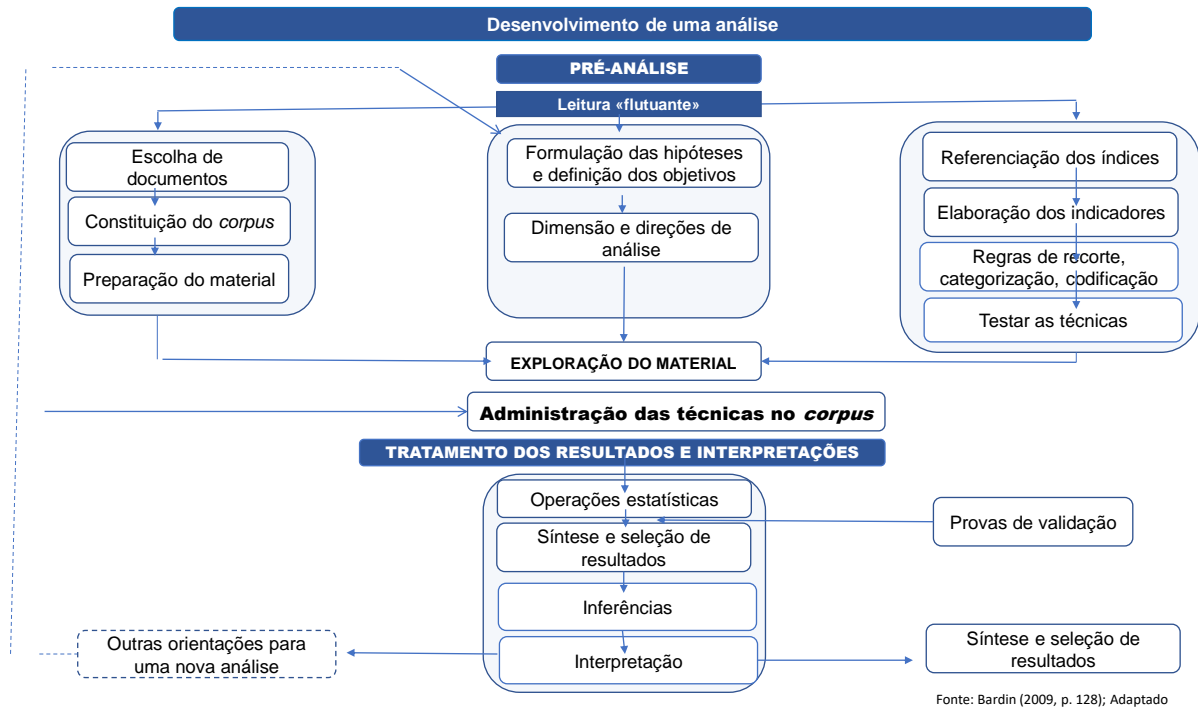 Desenvolvimento de uma análise
PRÉ-ANÁLISE
Leitura «flutuante»
Escolha de
documentos
Constituição do corpus
Preparação do material
Formulação das hipóteses
e definição dos objetivos
Dimensão e direções de
análise
Referenciação dos índices
Elaboração dos indicadores
Regras de recorte,
categorização, codificação
Testar as técnicas
EXPLORAÇÃO DO MATERIAL
Administração das técnicas no corpus
TRATAMENTO DOS RESULTADOS E INTERPRETAÇÕES
Operações estatísticas
Provas de validação
Síntese e seleção de
resultados
Inferências
Interpretação
Outras orientações para
uma nova análise
Síntese e seleção de
resultados
Fonte: Bardin (2009, p. 128); Adaptado